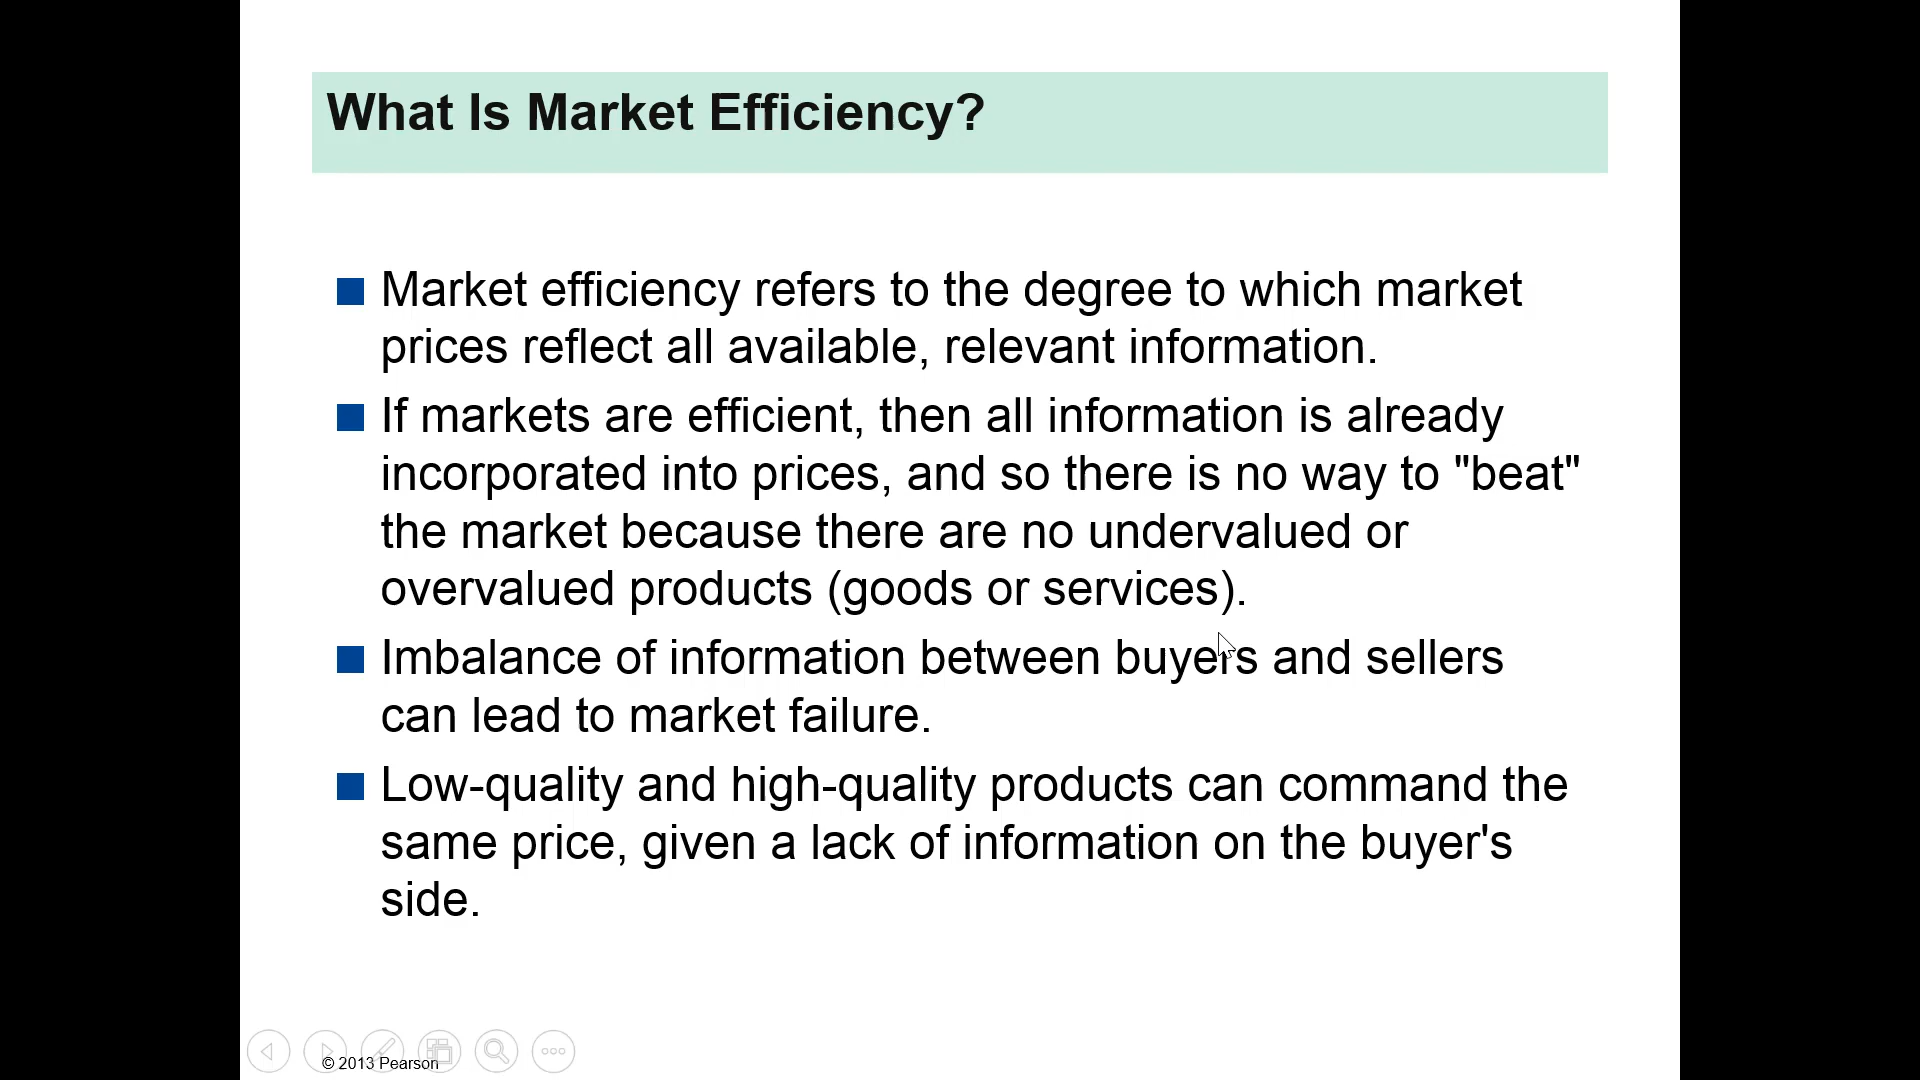 What Is Market Efficiency?
Market efficiency refers to the degree to which market
prices reflect all available, relevant information.
If markets are efficient, then all information is already
incorporated into prices, and so there is no way to "beat"
the market because there are no undervalued or
overvalued products (goods or services).
Imbalance of information between buyers and sellers
can lead to market failure.
Low-quality and high-quality products can command the
same price, given a lack of information on the buyer's
side.
© 2013 Pearson